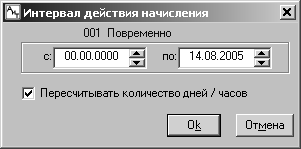 Интервал действия начисления
001 Повременно
с: 00.00.0000 по: 14.08.2005
Пересчитывать количество дней / часов
Ok Отмена